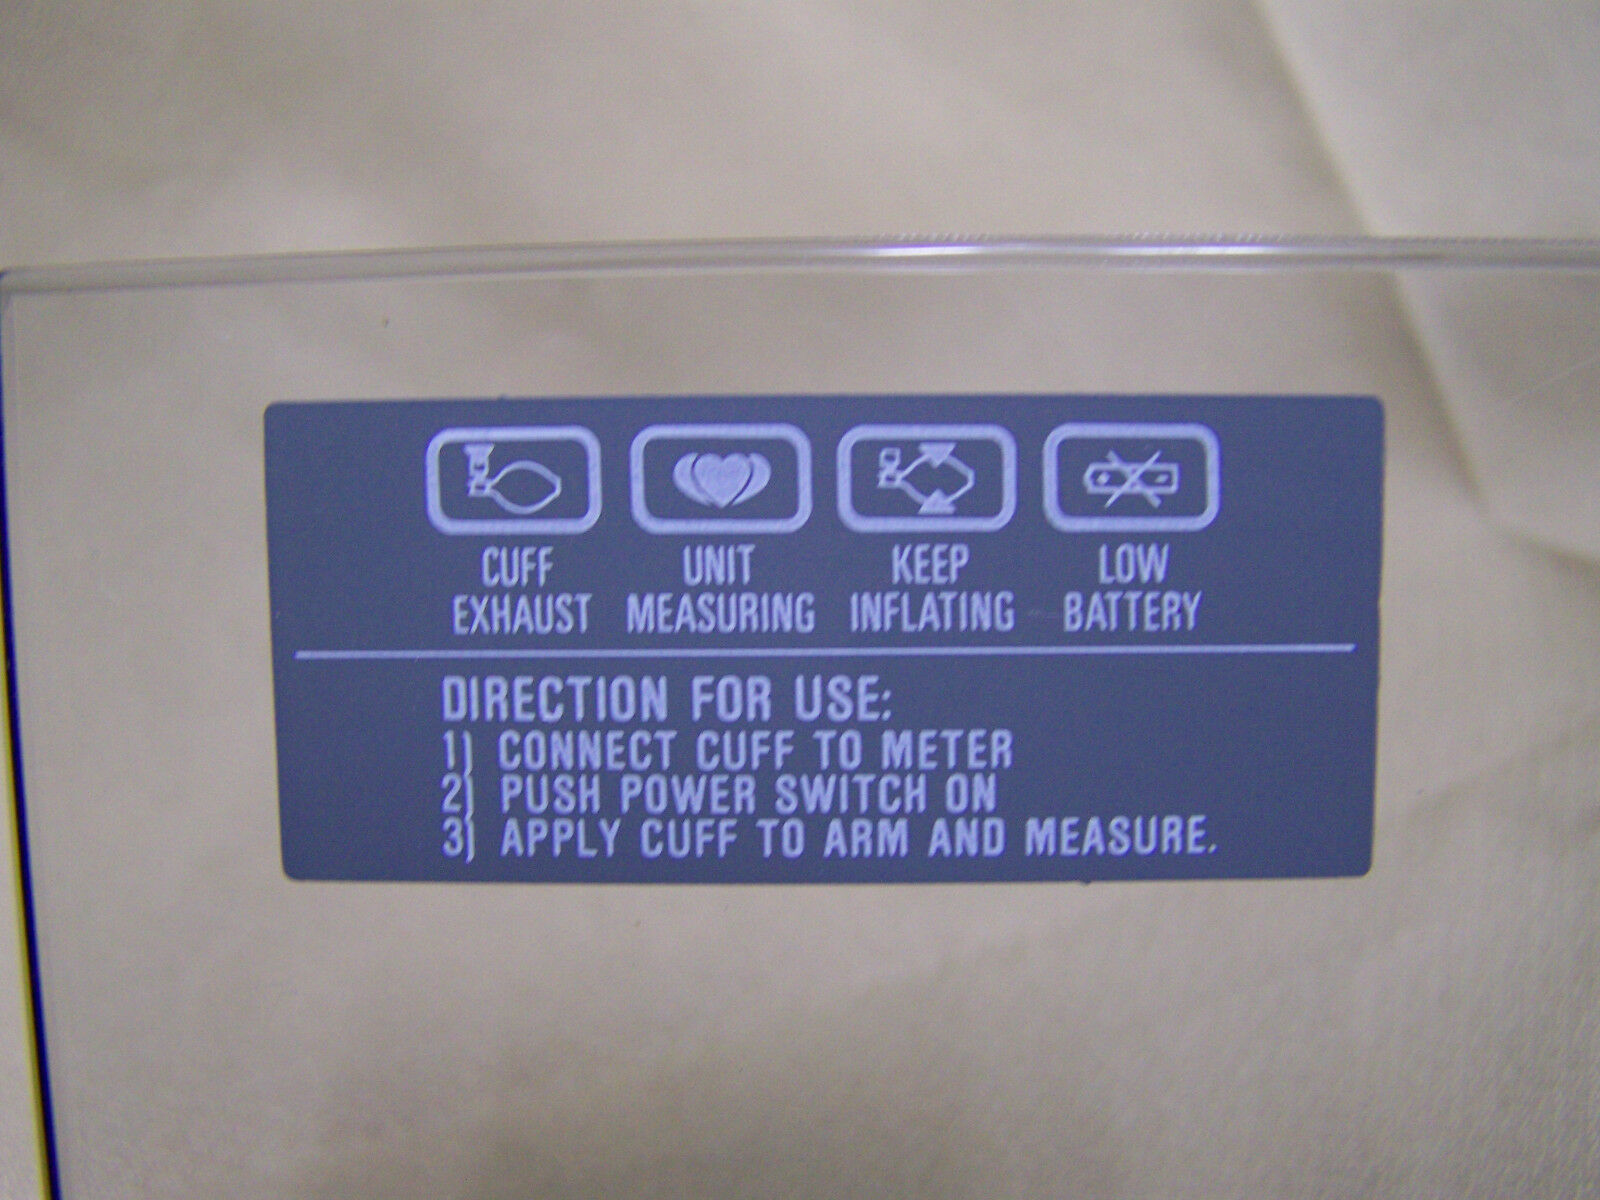 CUFF EXHAUST
UNIT MEASURING
KEEP INFLATING
LOW BATTERY
DIRECTION FOR USE:
1) CONNECT CUFF TO METER
2) PUSH POWER SWITCH ON
3) APPLY CUFF TO ARM AND MEASURE.